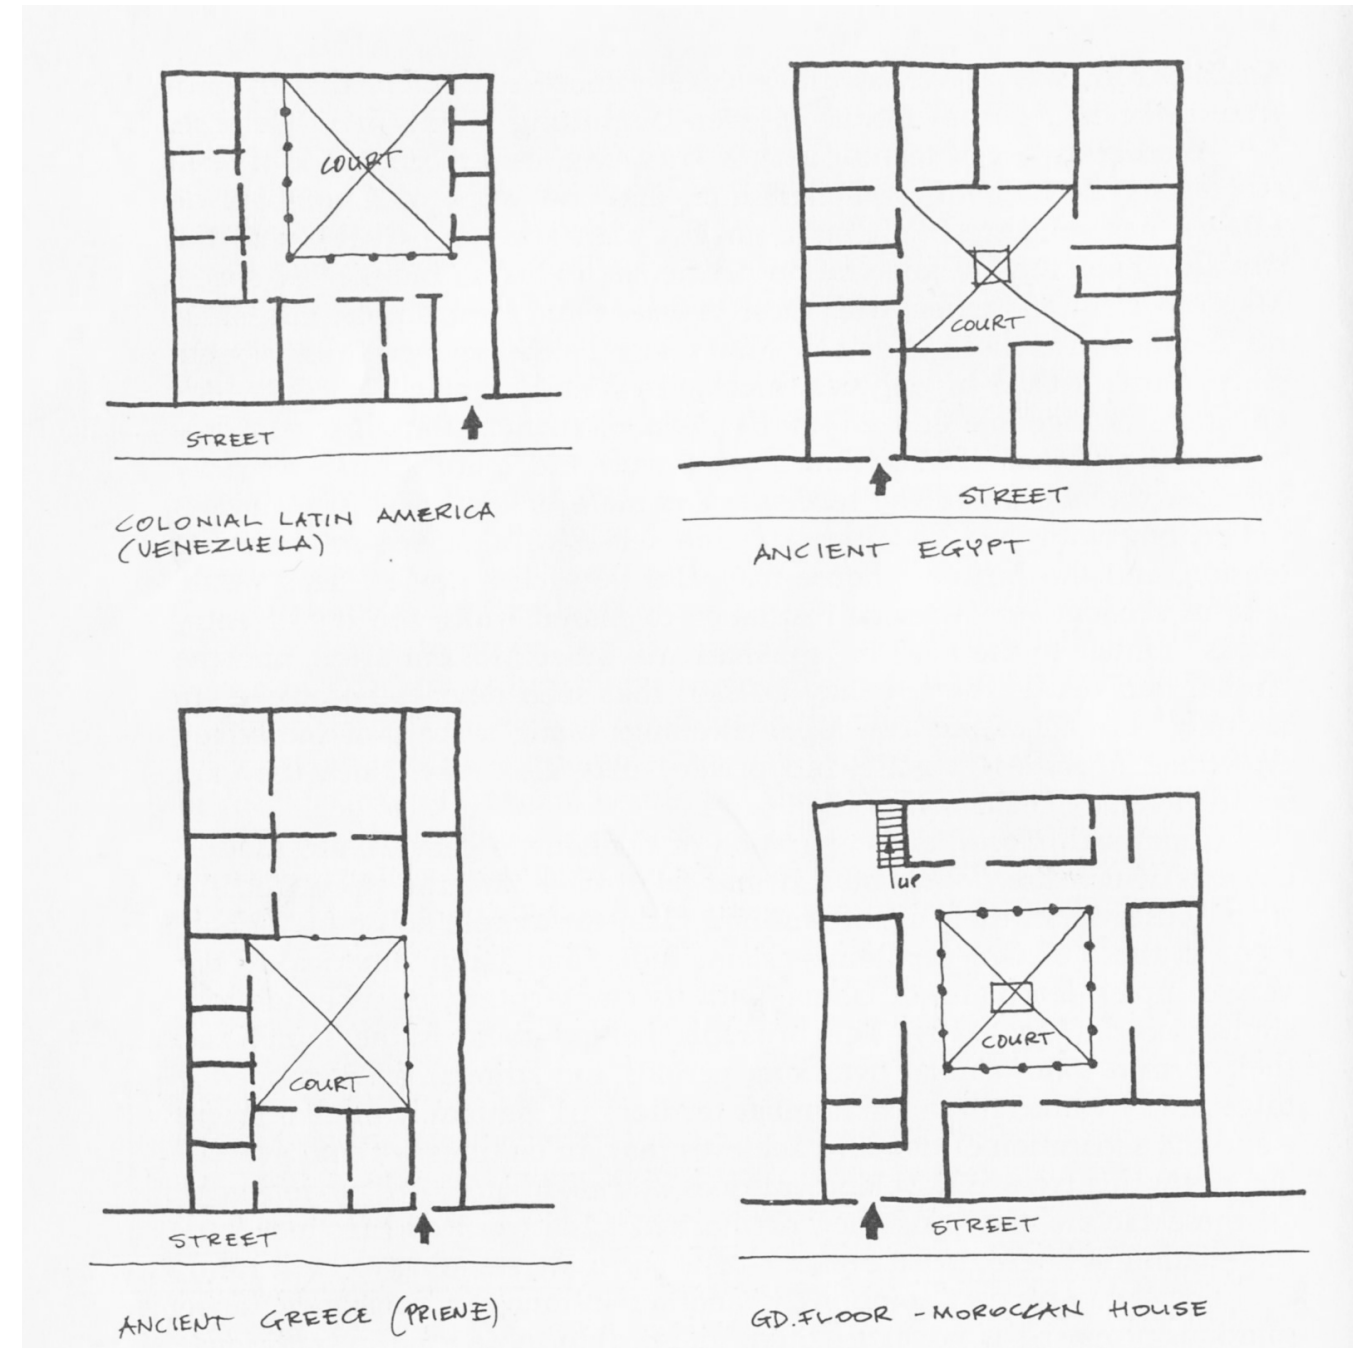 COURT
STREET
COLONIAL LATIN AMERICA
(VENEZUELA)
COURT
STREET
ANCIENT EGYPT
COURT
STREET
ANCIENT GREECE (PRIENE)
UP
COURT
STREET
GD. FLOOR - MOROCCAN HOUSE